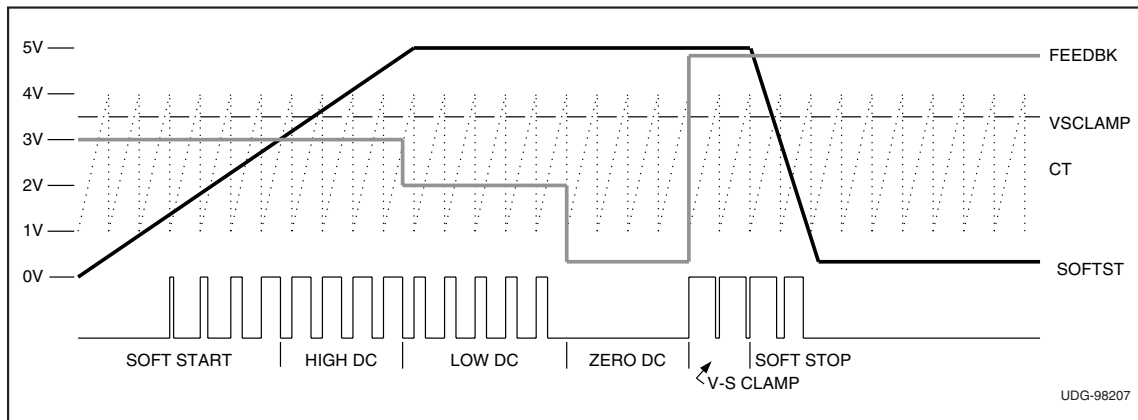 5V
4V
3V
2V
1V
0V
FEEDBK
VSCLAMP
CT
SOFTST
SOFT START
HIGH DC
LOW DC
ZERO DC
V-S CLAMP
SOFT STOP
UDG-98207